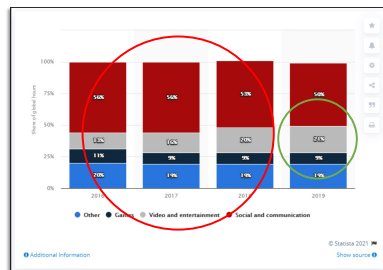 100%
75%
50%
25%
0%
Share of global hours
56% 56% 53% 50%
13% 16% 20% 21%
11% 9% 9% 9%
20% 19% 19% 19%
2016 2017 2018 2019
Other Games Video and entertainment Social and communication
© Statista 2021
Additional Information Show source